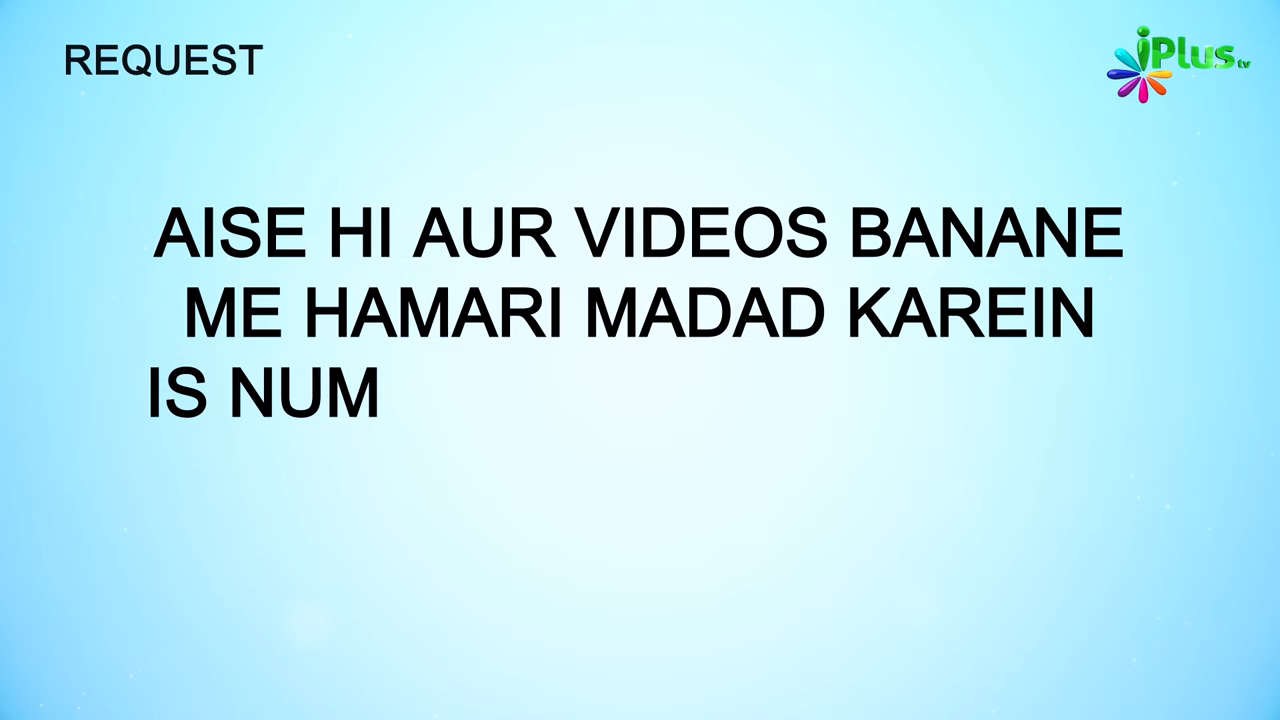 REQUEST
iPlus tv
AISE HI AUR VIDEOS BANANE
ME HAMARI MADAD KAREIN
IS NUM